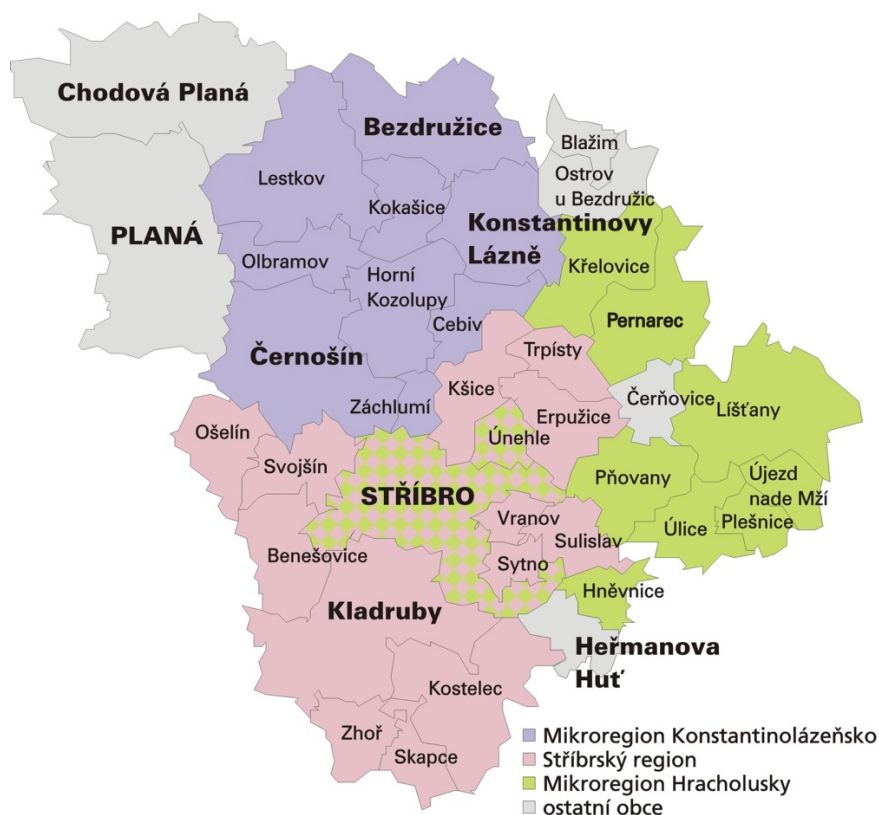 Chodová Planá
Bezdružice
Blažim
Ostrov
u Bezdružic
Lestkov
Kokašice
Konstantinovy
Lázně
PLANÁ
Olbramov
Horní
Kozolupy
Křelovice
Cebiv
Pernarec
Černošín
Trpísty
Kšice
Čerňovice
Líšťany
Záchlumí
Erpužice
Ošelín
Únehle
Svojšín
Pňovany
Újezd
nade Mží
STŘÍBRO
Vranov
Plešnice
Úlice
Sulislav
Benešovice
Sytno
Hněvnice
Kladruby
Heřmanova
Huť
Kostelec
Zhoř
Skapce
Mikroregion Konstantinolázeňsko
Stříbrský region
Mikroregion Hracholusky
ostatní obce